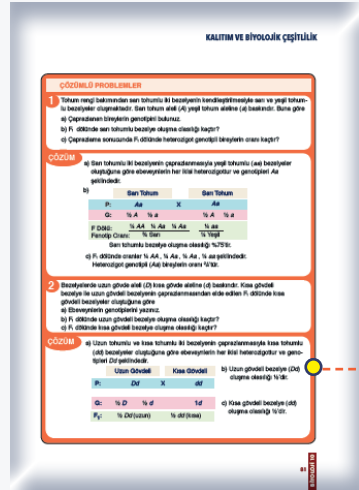 KALITIM VE BİYOLOJİK ÇEŞİTLİLİK
ÇÖZÜMLÜ PROBLEMLER
1 Tohum rengi bakımından sarı tohumlu iki bezelyenin kendileştirilmesiyle sarı ve yeşil tohum-
lu bezelyeler oluşmaktadır. Sarı tohum aleli (A) yeşil tohum aleline (a) baskındır. Buna göre
a) Çaprazlanan bireylerin genotipini bulunuz.
b) F₁ dölünde sarı tohumlu bezelye oluşma olasılığı kaçtır?
c) Çaprazlama sonucunda F₁ dölünde heterozigot genotipli bireylerin oranı kaçtır?
ÇÖZÜM
a) Sarı tohumlu iki bezelyenin çaprazlanmasıyla yeşil tohumlu (aa) bezelyeler
oluştuğuna göre ebeveynlerin her ikisi heterozigottur ve genotipleri Aa
şeklindedir.
b)
Sarı Tohum Sarı Tohum
P: Aa X Aa
G: ½ A ½ a ½ A ½ a
F Dölü: ¼ AA ¼ Aa ¼ Aa ¼ aa
Fenotip Oranı: ¾ Sarı ¼ Yeşil
Sarı tohumlu bezelye oluşma olasılığı %75'tir.
c) F₁ dölünde oranlar ¼ AA , ¼ Aa , ¼ Aa , ¼ aa şeklindedir.
Heterozigot genotipli (Aa) bireylerin oranı
2 Bezelyelerde uzun gövde aleli (D) kısa gövde aleline (d) baskındır. Kısa gövdeli
bezelye ile uzun gövdeli bezelyenin çaprazlanmasından elde edilen F₁ dölünde kısa
gövdeli bezelyeler oluştuğuna göre
a) Ebeveynlerin genotiplerini yazınız.
b) F₁ dölünde uzun gövdeli bezelye oluşma olasılığı kaçtır?
c) F₁ dölünde kısa gövdeli bezelye oluşma olasılığı kaçtır?
ÇÖZÜM
a) Uzun tohumlu ve kısa tohumlu iki bezelyenin çaprazlanmasıyla kısa tohumlu
(dd) bezelyeler oluştuğuna göre ebeveynlerin her ikisi heterozigottur ve geno-
tipleri Dd şeklindedir.
Uzun Gövdeli Kısa Gövdeli
P: Dd X dd
G: ½ D ½ d 1d
F₁: ½ Dd (uzun) ½ dd (kısa)
b) Uzun gövdeli bezelye (Dd)
oluşma olasılığı ½'dir.
c) Kısa gövdeli bezelye (dd)
oluşma olasılığı ½'dir.
81
BİYOLOJİ 10